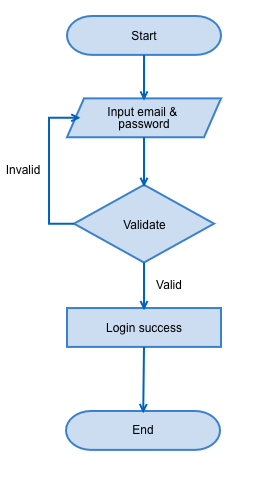 Start
Input email &
password
Invalid
Validate
Valid
Login success
End